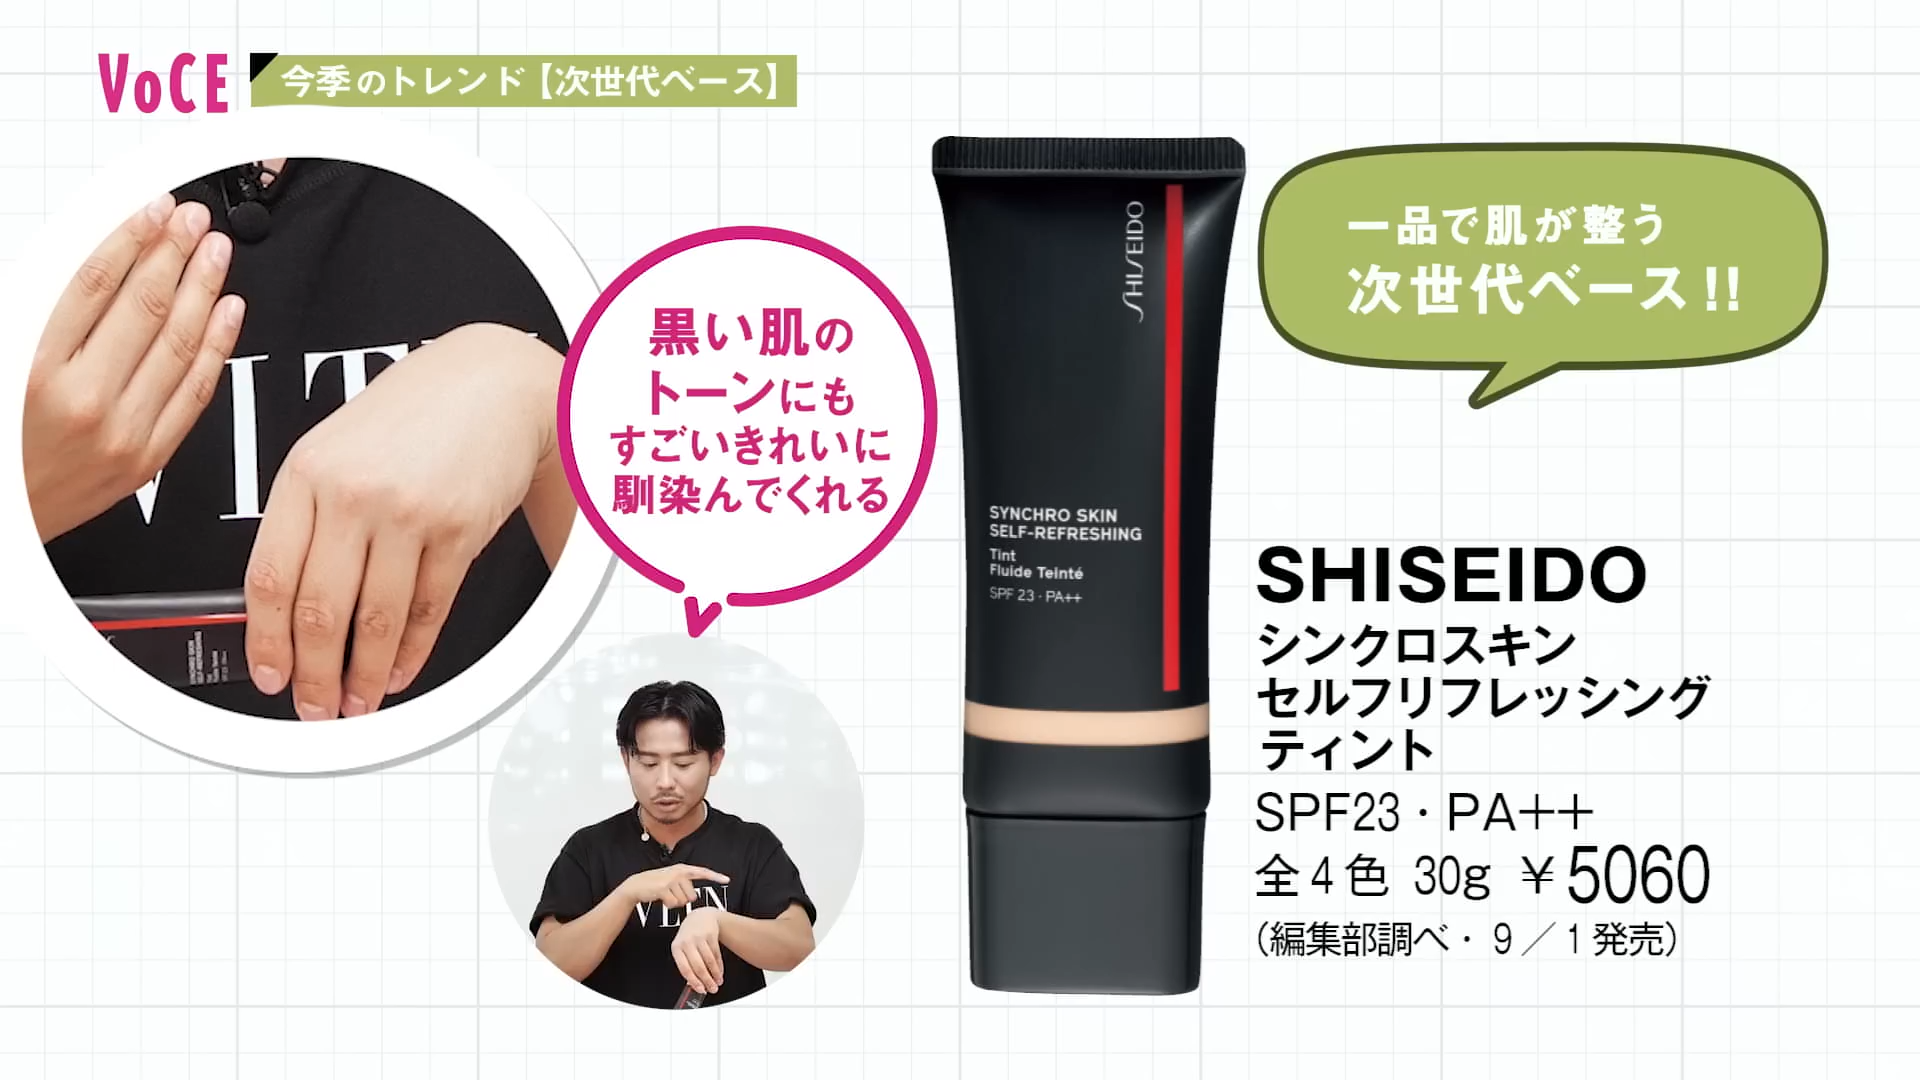 VoCE
今季のトレンド【次世代ベース】
黒い肌の
トーンにも
すごいきれいに
馴染んでくれる
SHISEIDO
SYNCHRO SKIN
SELF-REFRESHING
Tint
Fluide Teinté
SPF 23・PA++
一品で肌が整う
次世代ベース!!
SHISEIDO
シンクロスキン
セルフリフレッシング
ティント
SPF23・PA++
全4色 30g ￥5060
(編集部調べ・9／1発売)
VLTN